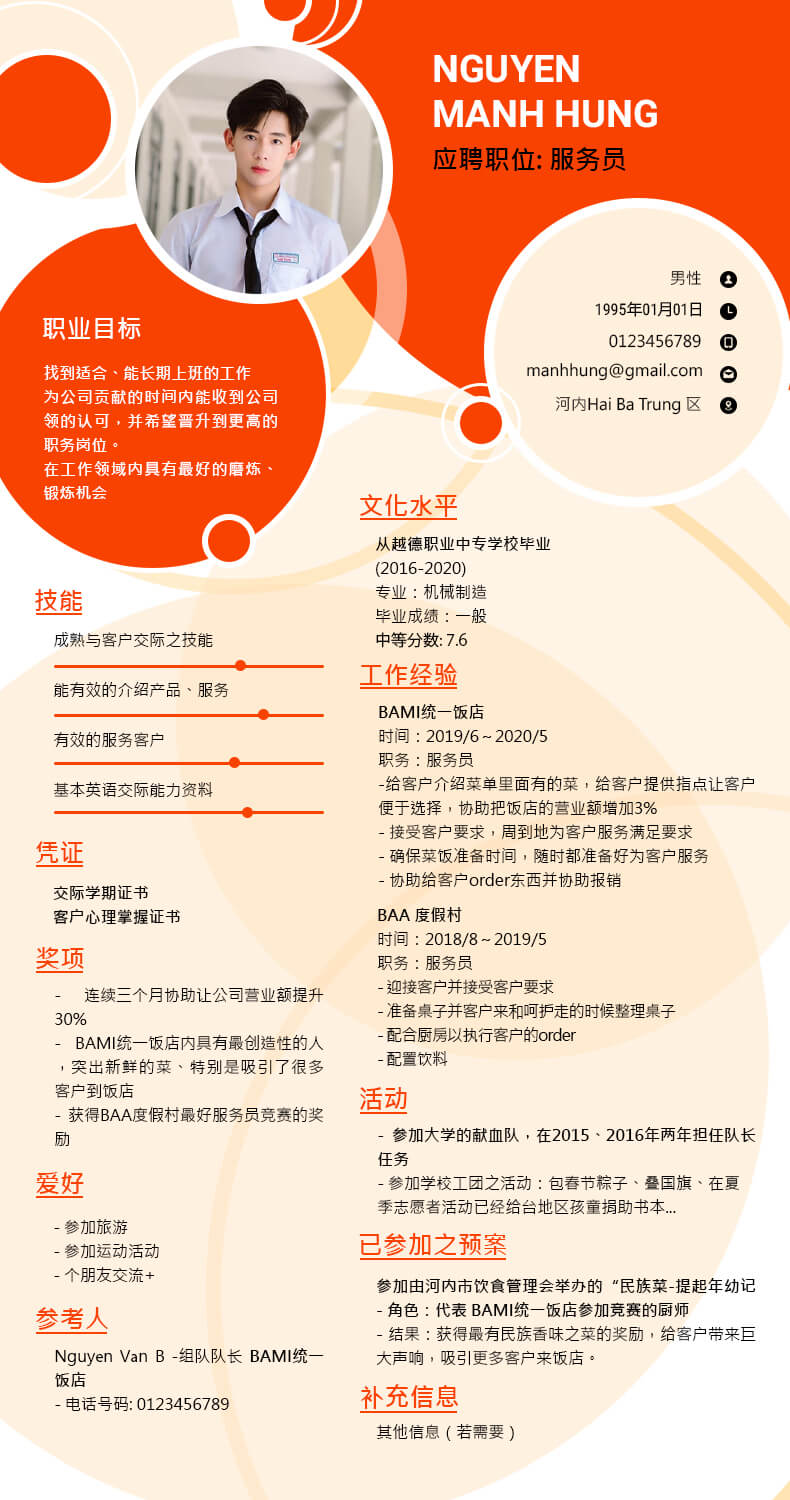 NGUYEN
MANH HUNG
应聘职位: 服务员
男性
1995年01月01日
0123456789
manhhung@gmail.com
河内Hai Ba Trung 区
职业目标
找到适合、能长期上班的工作
为公司贡献的时间内能收到公司
领的认可，并希望晋升到更高的
职务岗位。
在工作领域内具有最好的磨炼、
锻炼机会
技能
成熟与客户交际之技能
能有效的介绍产品、服务
有效的服务客户
基本英语交际能力资料
凭证
交际学期证书
客户心理掌握证书
奖项
- 连续三个月协助让公司营业额提升
30%
- BAMI统一饭店内具有最创造性的人
，突出新鲜的菜、特别是吸引了很多
客户到饭店
- 获得BAA度假村最好服务员竞赛的奖
励
爱好
- 参加旅游
- 参加运动活动
- 个朋友交流+
参考人
Nguyen Van B -组队队长 BAMI统一
饭店
- 电话号码: 0123456789
文化水平
从越德职业中专学校毕业
(2016-2020)
专业：机械制造
毕业成绩：一般
中等分数: 7.6
工作经验
BAMI统一饭店
时间：2019/6～2020/5
职务：服务员
-给客户介绍菜单里面有的菜，给客户提供指点让客户
便于选择，协助把饭店的营业额增加3%
- 接受客户要求，周到地为客户服务满足要求
- 确保菜饭准备时间，随时都准备好为客户服务
- 协助给客户order东西并协助报销
BAA 度假村
时间：2018/8～2019/5
职务：服务员
- 迎接客户并接受客户要求
- 准备桌子并客户来和呵护走的时候整理桌子
- 配合厨房以执行客户的order
- 配置饮料
活动
- 参加大学的献血队，在2015、2016年两年担任队长
任务
- 参加学校工团之活动：包春节粽子、叠国旗、在夏
季志愿者活动已经给台地区孩童捐助书本...
已参加之预案
参加由河内市饮食管理会举办的“民族菜-提起年幼记
- 角色：代表 BAMI统一饭店参加竞赛的厨师
- 结果：获得最有民族香味之菜的奖励，给客户带来巨
大声响，吸引更多客户来饭店。
补充信息
其他信息（若需要）